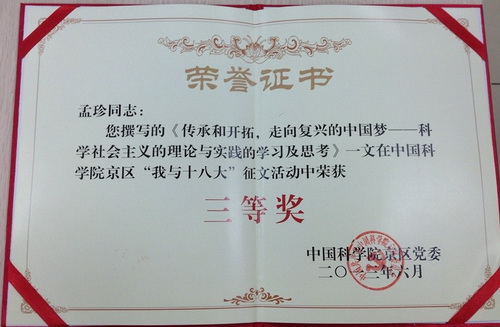 荣誉证书
孟珍同志：
您撰写的《传承和开拓，走向复兴的中国梦——科
学社会主义的理论与实践的学习及思考》一文在中国科
学院京区“我与十八大”征文活动中荣获
三等奖
中国科学院京区党委
二〇一三年六月